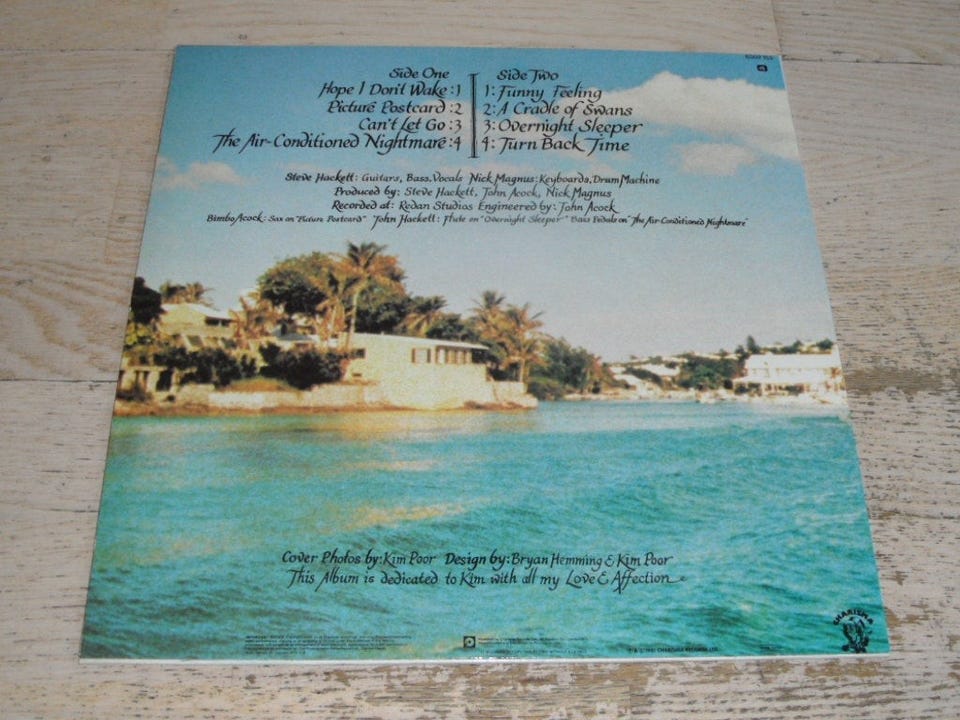 Side One
Hope I Don't Wake:1
Picture Postcard:2
Can't Let Go:3
The Air-Conditioned Nightmare:4
Side Two
1: Funny Feeling
2: A Cradle of Swans
3: Overnight Sleeper
4: Turn Back Time
Steve Hackett: Guitars, Bass, Vocals Nick Magnus: Keyboards, Drum Machine
Produced by: Steve Hackett, John Acock, Nick Magnus
Recorded at: Redan Studios Engineered by: John Acock
Bimbo Acock: Sax on "Picture Postcard" John Hackett: Flute on "Overnight Sleeper" Bass Pedals on "The Air-Conditioned Nightmare"
Cover Photos by: Kim Poor Design by: Bryan Hemming & Kim Poor
This Album is dedicated to Kim with all my Love & Affection
CHARISMA